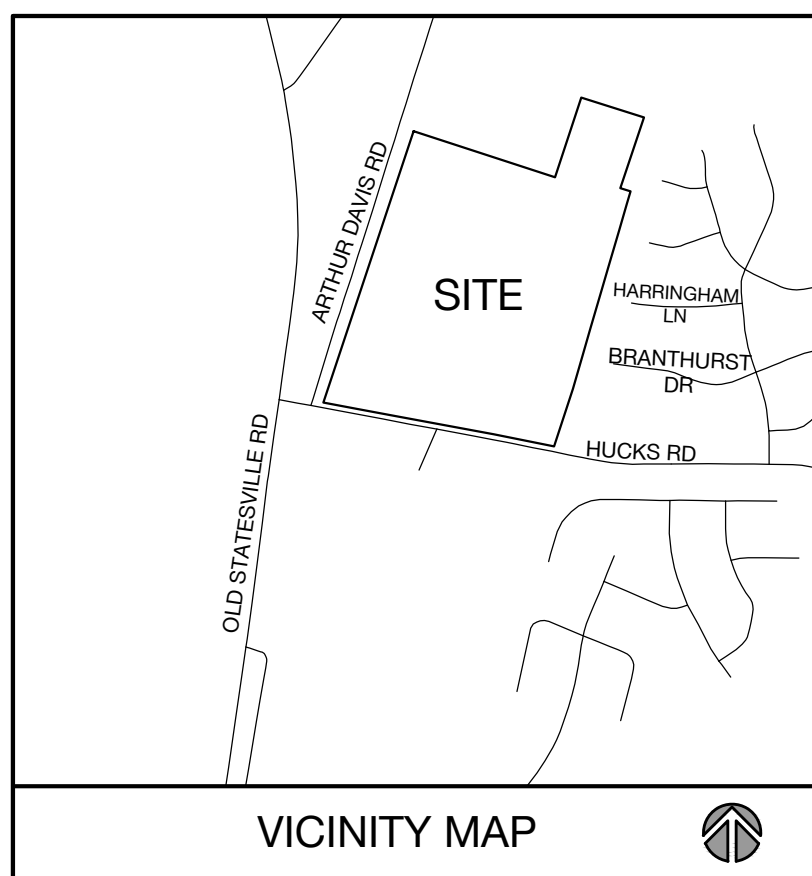 ARTHUR DAVIS RD
SITE
HARRINGHAM
LN
BRANTHURST
DR
HUCKS RD
OLD STATESVILLE RD
VICINITY MAP